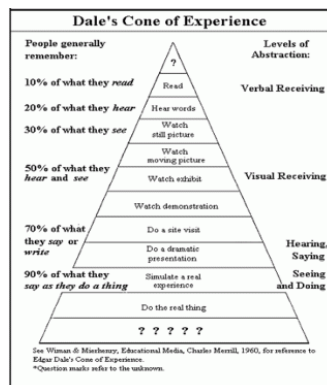 Dale's Cone of Experience
People generally
remember:
Levels of
Abstraction:
?
10% of what they read
Read
Verbal Receiving
20% of what they hear
Hear words
30% of what they see
Watch
still picture
Watch
moving picture
50% of what they
hear and see
Watch exhibit
Visual Receiving
Watch demonstration
70% of what
they say or
write
Do a site visit
Do a dramatic
presentation
Hearing,
Saying
90% of what they
say as they do a thing
Simulate a real
experience
Seeing
and Doing
Do the real thing
? ? ? ? ?
See Wiman & Mierhenry, Educational Media, Charles Merrill, 1960, for reference to
Edgar Dale's Cone of Experience.
*Question marks refer to the unknown.